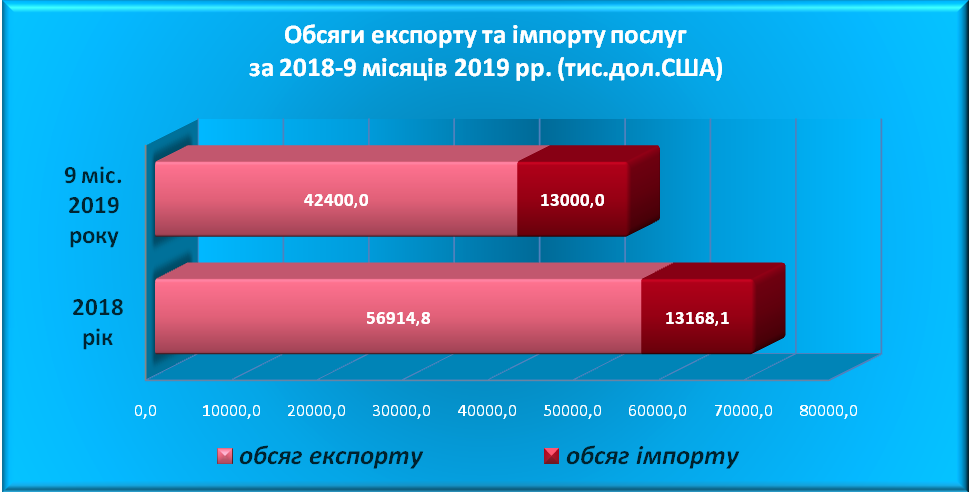 Обсяги експорту та імпорту послуг
за 2018-9 місяців 2019 рр. (тис.дол.США)
9 міс.
2019
року
42400,0
13000,0
2018
рік
56914,8
13168,1
0,0 10000,0 20000,0 30000,0 40000,0 50000,0 60000,0 70000,0 80000,0
обсяг експорту обсяг імпорту